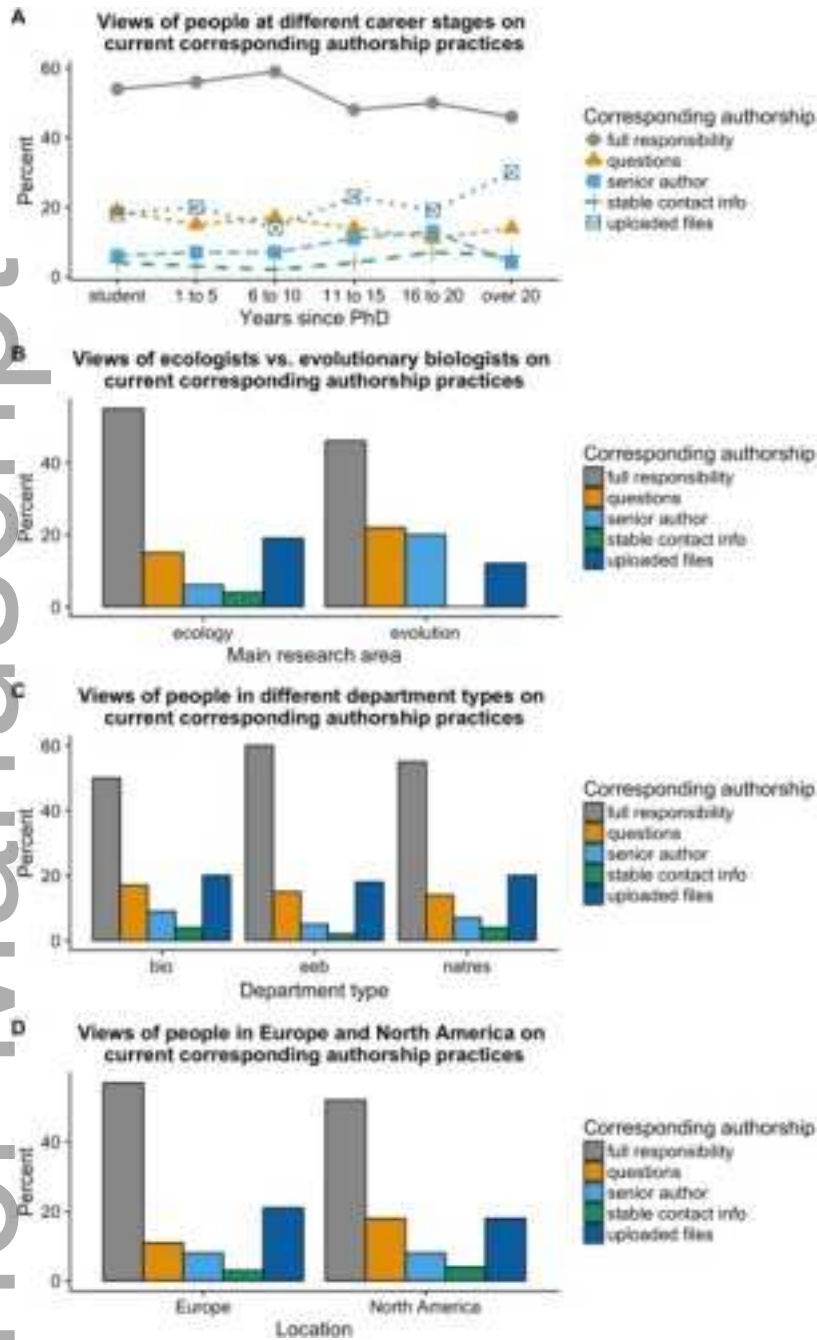 A
Views of people at different career stages on
current corresponding authorship practices
60
40
20
0
Percent
student 1 to 5 6 to 10 11 to 15 16 to 20 over 20
Years since PhD
Corresponding authorship
full responsibility
questions
senior author
stable contact info
uploaded files
B
Views of ecologists vs. evolutionary biologists on
current corresponding authorship practices
40
20
0
Percent
ecology evolution
Main research area
Corresponding authorship
full responsibility
questions
senior author
stable contact info
uploaded files
C
Views of people in different department types on
current corresponding authorship practices
60
40
20
0
Percent
bio eeb natres
Department type
Corresponding authorship
full responsibility
questions
senior author
stable contact info
uploaded files
D
Views of people in Europe and North America on
current corresponding authorship practices
40
20
0
Percent
Europe North America
Location
Corresponding authorship
full responsibility
questions
senior author
stable contact info
uploaded files